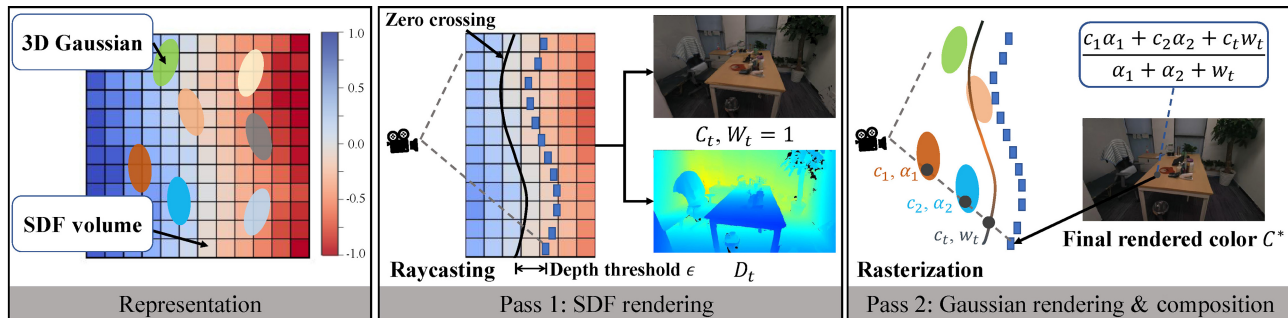 3D Gaussian
SDF volume
1.0
0.5
0.0
-0.5
-1.0
Representation
Zero crossing
Raycasting
Depth threshold ϵ
C_t, W_t = 1
D_t
Pass 1: SDF rendering
c_1, α_1
c_2, α_2
c_t, w_t
Rasterization
c_1α_1 + c_2α_2 + c_tw_t
α_1 + α_2 + w_t
Final rendered color C*
Pass 2: Gaussian rendering & composition